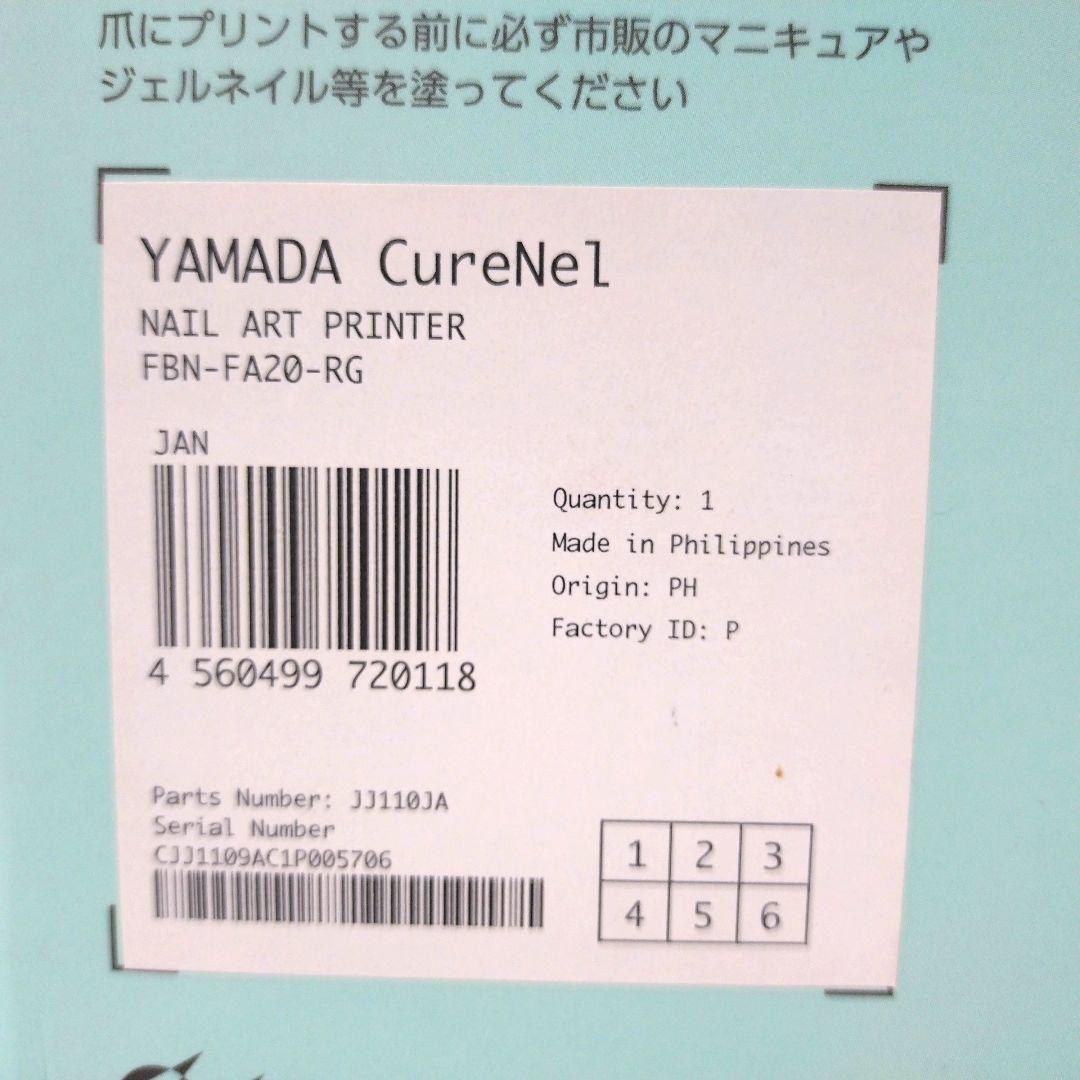 爪にプリントする前に必ず市販のマニキュアや
ジェルネイル等を塗ってください
YAMADA CureNel
NAIL ART PRINTER
FBN-FA20-RG
JAN
4 560499 720118
Quantity: 1
Made in Philippines
Origin: PH
Factory ID: P
Parts Number: JJ110JA
Serial Number
CJJ1109AC1P005706
1 2 3
4 5 6